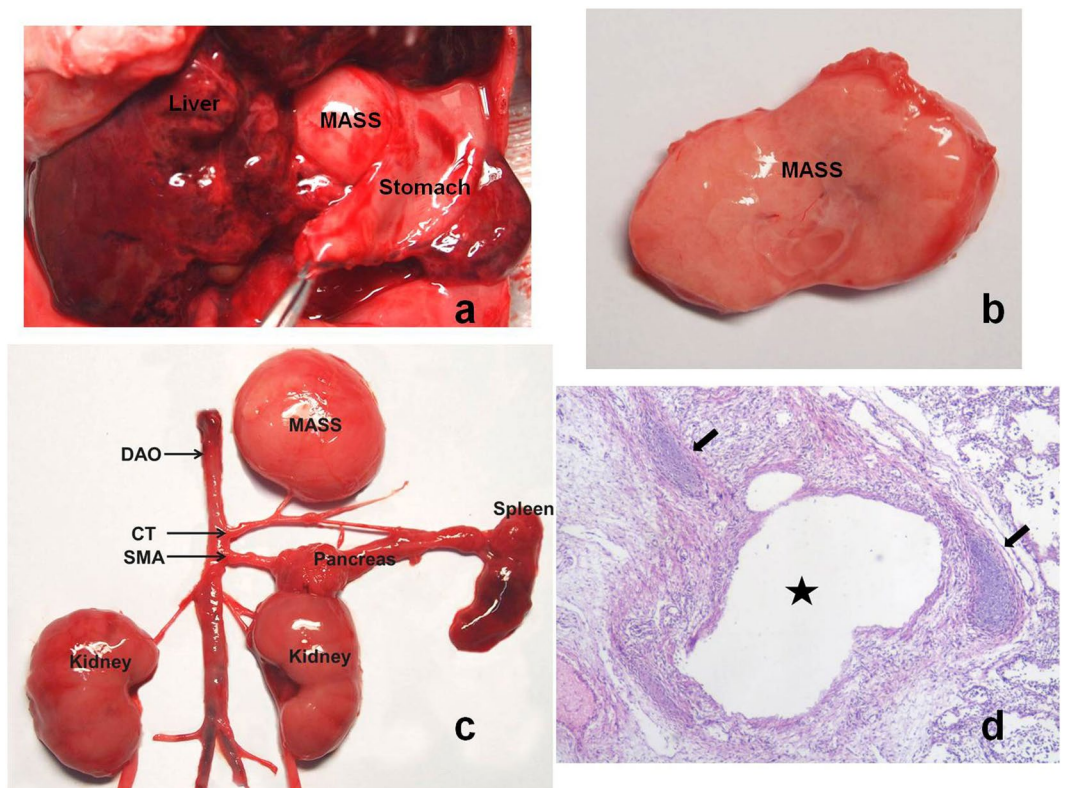 Liver
MASS
Stomach
a
MASS
b
MASS
DAO
CT
SMA
Spleen
Pancreas
Kidney
Kidney
c
d